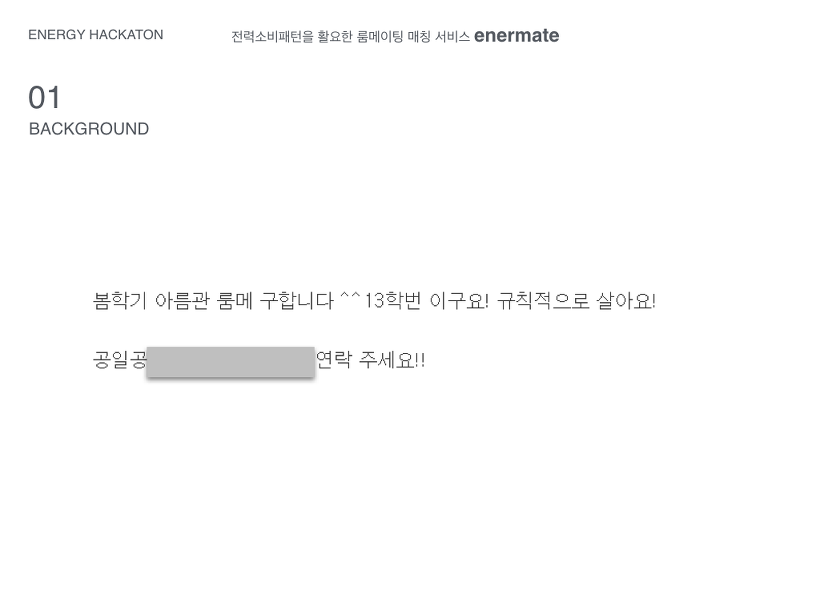 ENERGY HACKATON
전력소비패턴을 활요한 룸메이팅 매칭 서비스 enermate
01
BACKGROUND
봄학기 아름관 룸메 구합니다 ^^13학번 이구요! 규칙적으로 살아요!
공일공 연락 주세요!!